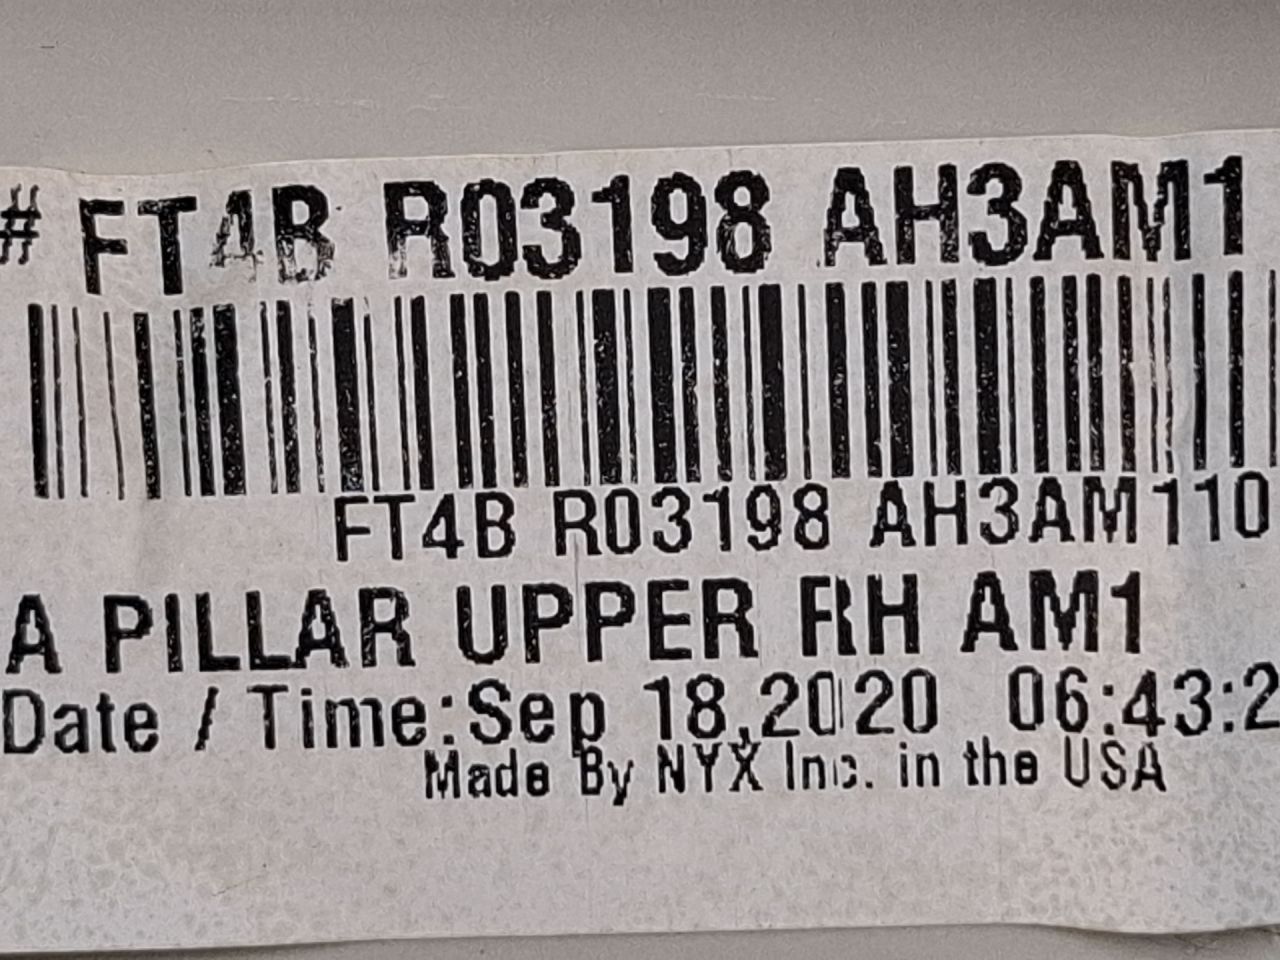 # FT4B R03198 AH3AM1
FT4B R03198 AH3AM110
A PILLAR UPPER RH AM1
Date / Time:Sep 18,2020 06:43:2
Made By NYX Inc. in the USA